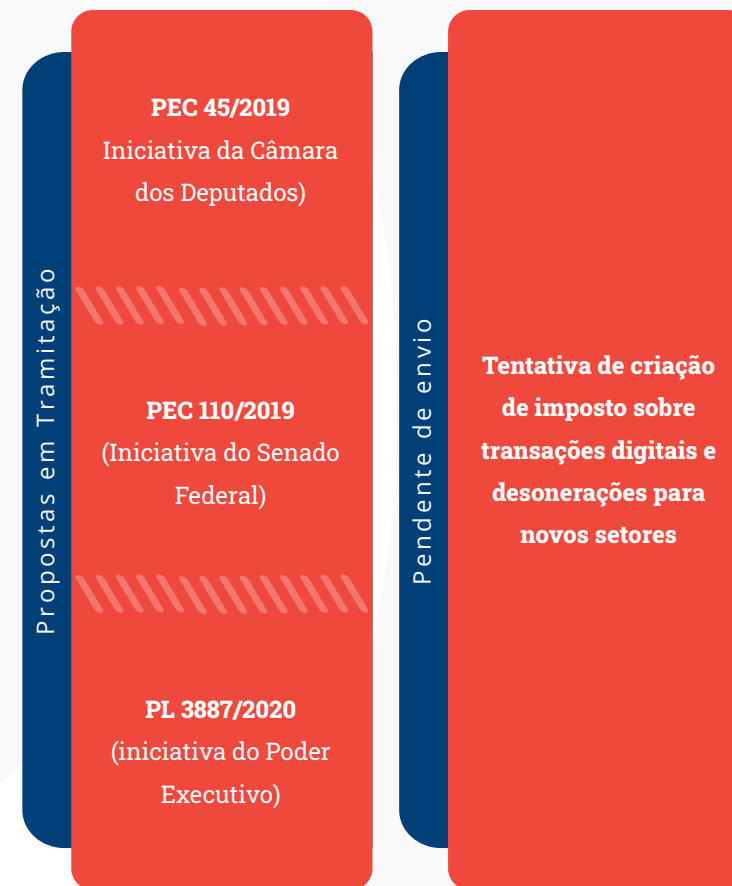 Propostas em Tramitação
PEC 45/2019
Iniciativa da Câmara
dos Deputados)
PEC 110/2019
(Iniciativa do Senado
Federal)
PL 3887/2020
(iniciativa do Poder
Executivo)
Pendente de envio
Tentativa de criação
de imposto sobre
transações digitais e
desonerações para
novos setores